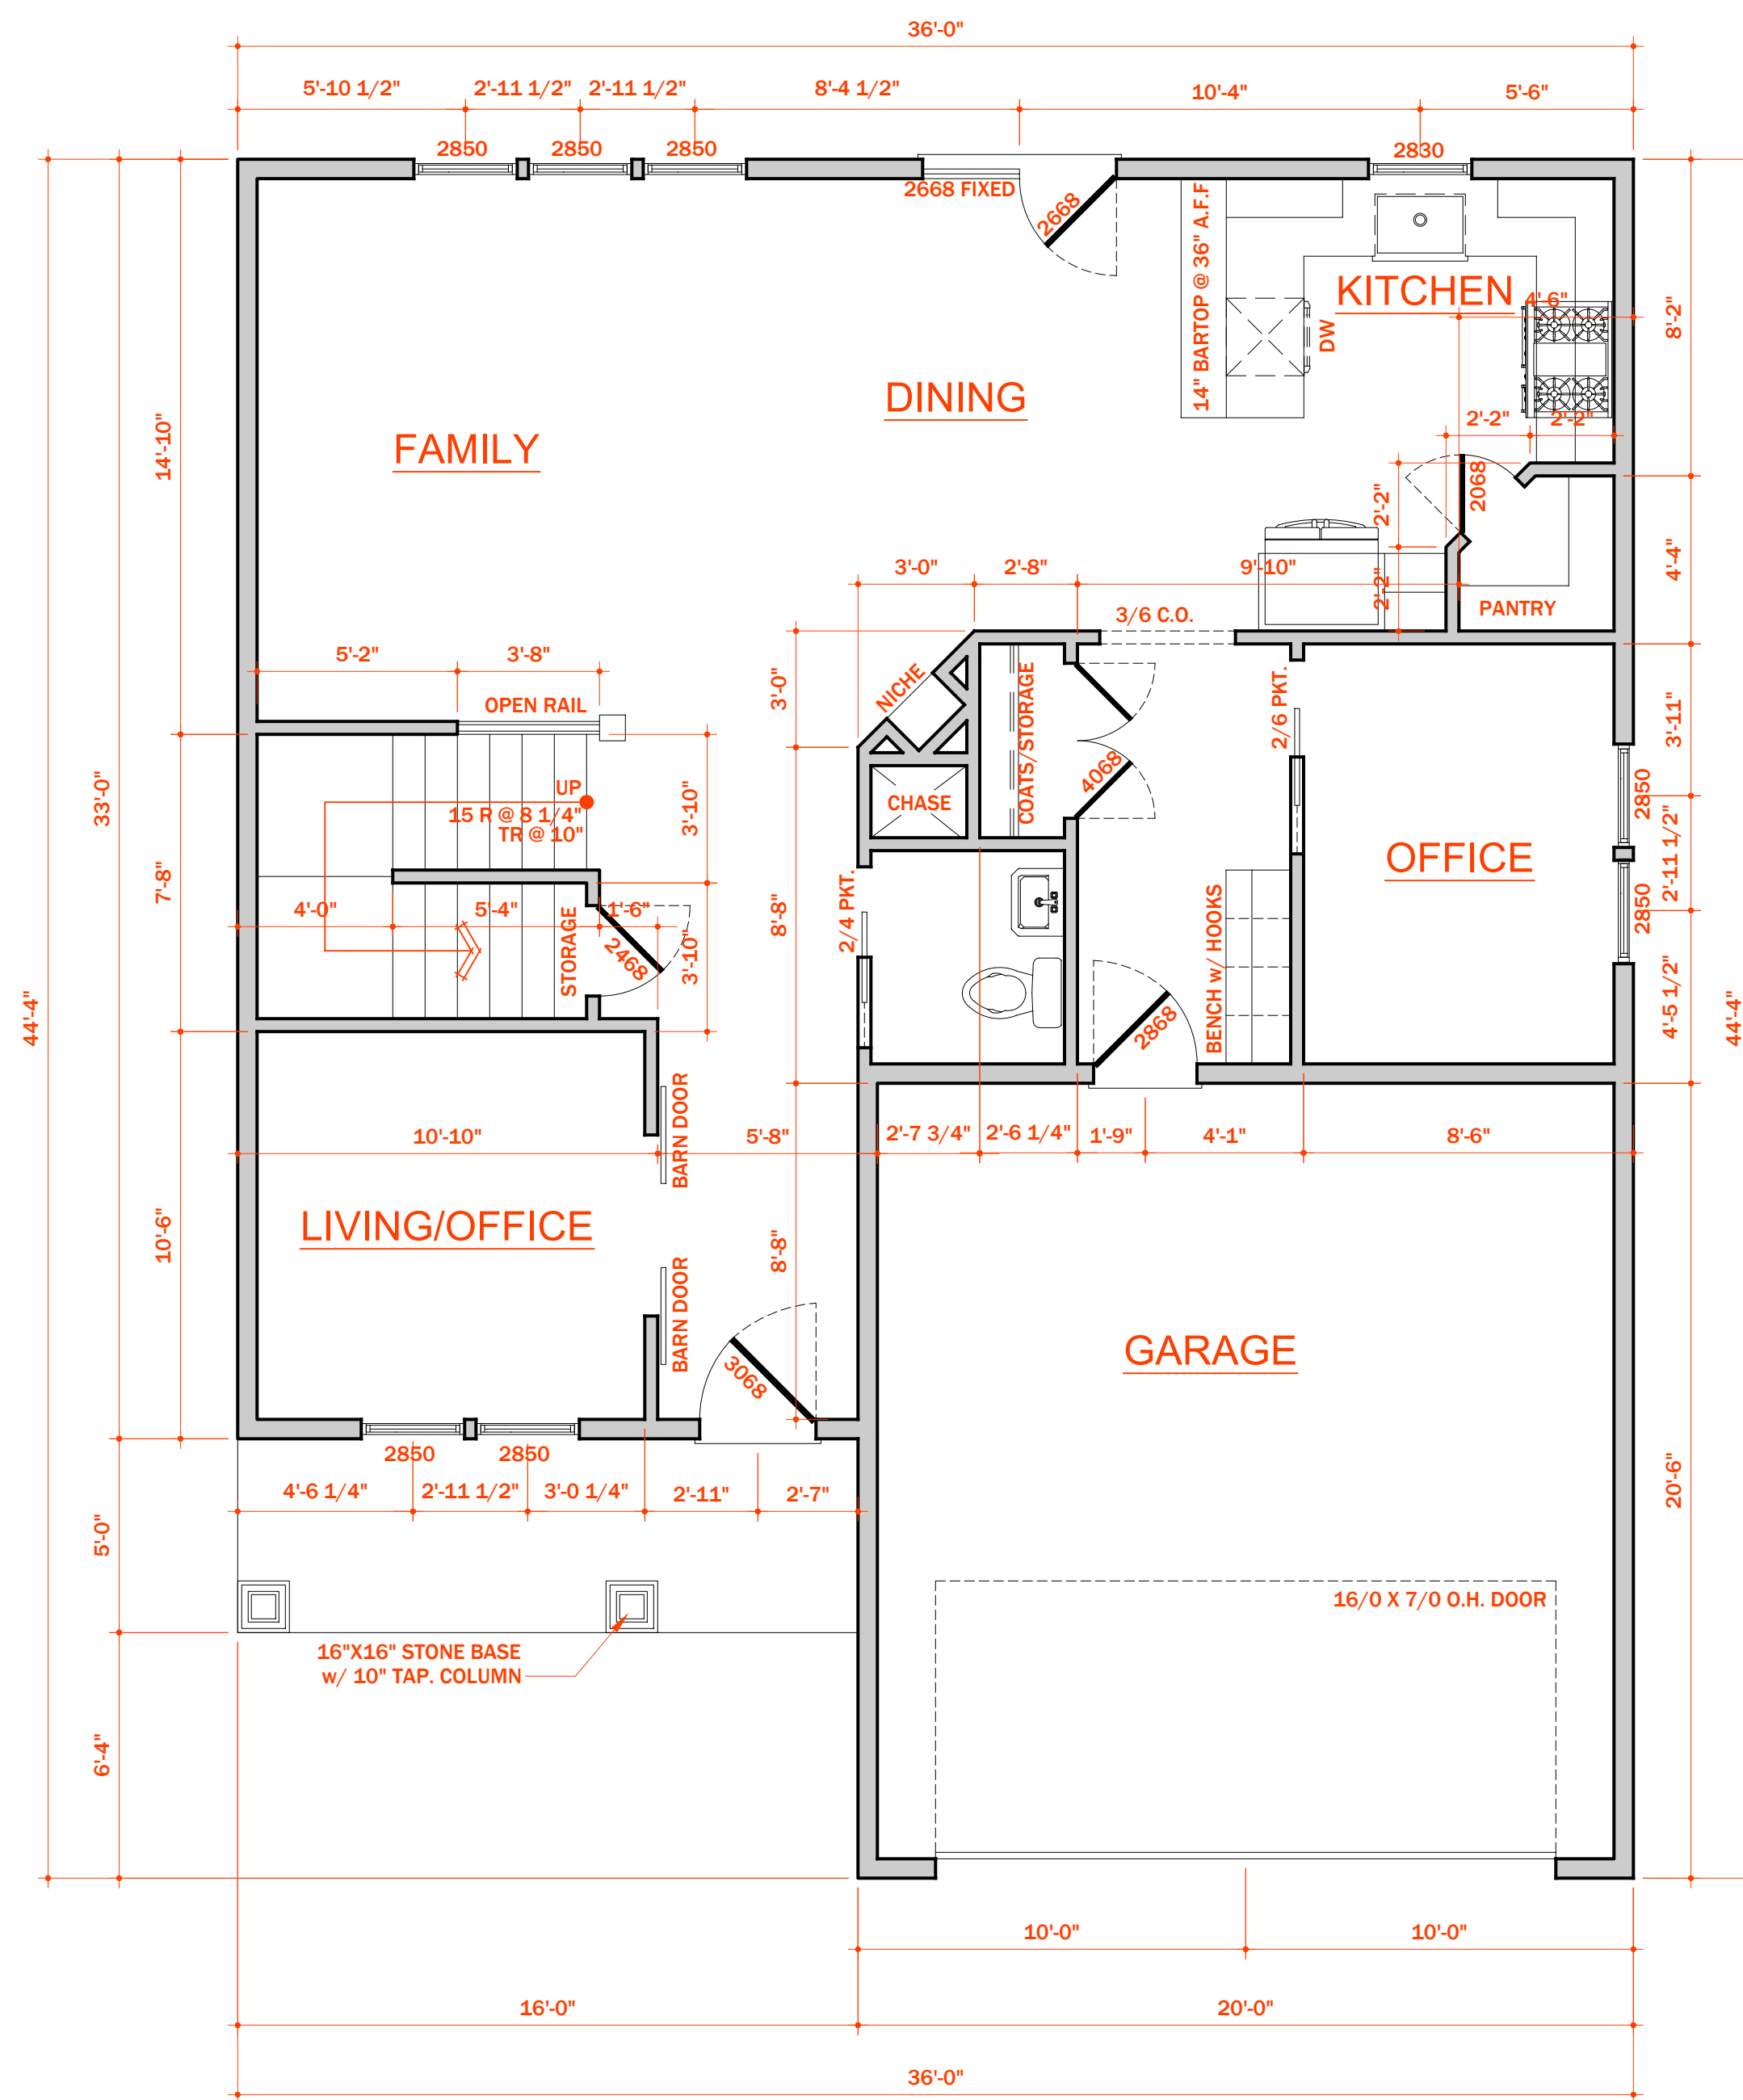 36'-0"
5'-10 1/2"
2'-11 1/2"
2'-11 1/2"
8'-4 1/2"
10'-4"
5'-6"
2850
2850
2850
2830
2668 FIXED
2668
14" BARTOP @ 36" A.F.F
KITCHEN
4'-6"
DW
8'-2"
DINING
FAMILY
14'-10"
2'-2"
2'-2"
2068
2'-2"
2'-2"
4'-4"
3'-0"
2'-8"
9'-10"
PANTRY
3/6 C.O.
5'-2"
3'-8"
OPEN RAIL
3'-0"
NICHE
COATS/STORAGE
2/6 PKT.
3'-11"
33'-0"
UP
15 R @ 8 1/4"
TR @ 10"
3'-10"
CHASE
4068
2850
2'-11 1/2"
OFFICE
7'-8"
4'-0"
5'-4"
1'-6"
STORAGE
2468
3'-10"
8'-8"
2/4 PKT.
BENCH w/ HOOKS
2850
4'-5 1/2"
44'-4"
44'-4"
2868
BARN DOOR
10'-10"
5'-8"
2'-7 3/4"
2'-6 1/4"
1'-9"
4'-1"
8'-6"
10'-6"
LIVING/OFFICE
8'-8"
BARN DOOR
3068
GARAGE
2850
2850
4'-6 1/4"
2'-11 1/2"
3'-0 1/4"
2'-11"
2'-7"
20'-6"
5'-0"
16/0 X 7/0 O.H. DOOR
16"X16" STONE BASE
w/ 10" TAP. COLUMN
6'-4"
10'-0"
10'-0"
16'-0"
20'-0"
36'-0"